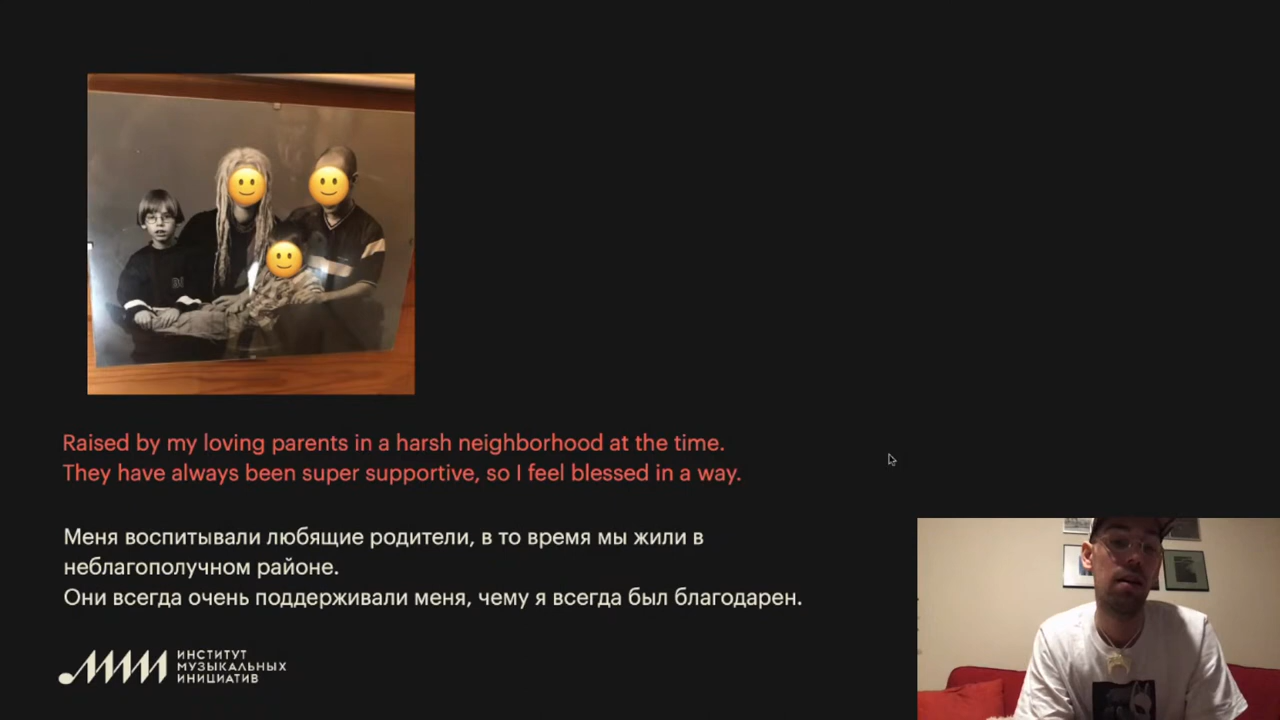 Raised by my loving parents in a harsh neighborhood at the time.
They have always been super supportive, so I feel blessed in a way.
Меня воспитывали любящие родители, в то время мы жили в
неблагополучном районе.
Они всегда очень поддерживали меня, чему я всегда был благодарен.
ИНСТИТУТ
МУЗЫКАЛЬНЫХ
ИНИЦИАТИВ